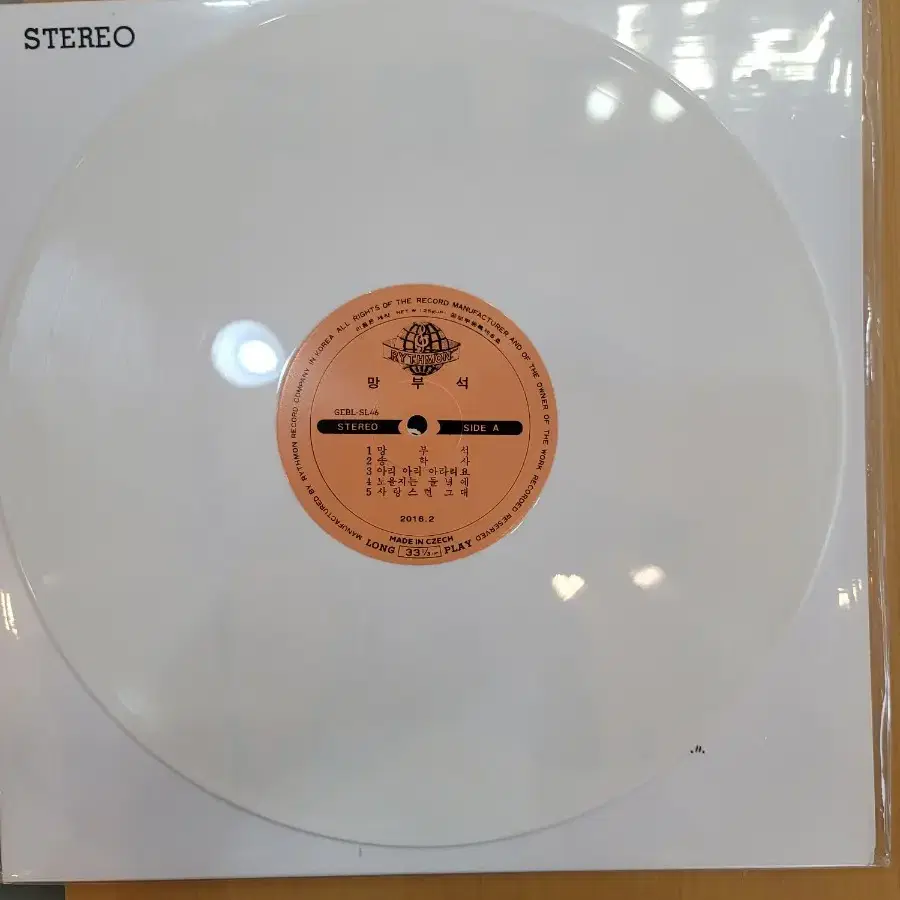 STEREO
MANUFACTURED BY RYTHMON RECORD COMPANY IN KOREA ALL RIGHTS OF THE RECORD MANUFACTURER AND OF THE OWNER OF THE WORK RECORDED RESERVED
RYTHMON
망 부 석
GEBL-SL46
STEREO SIDE A
1 망 부 석
2 송 학 사
3 아리 아리 아라리요
4 노을지는 들녘에
5 사랑스런 그대
2016.2
MADE IN CZECH
LONG 33⅓ PLAY